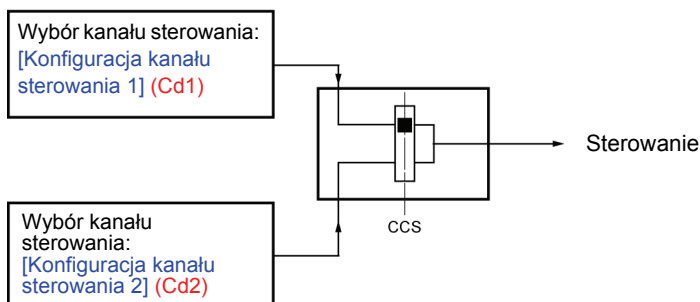 Wybór kanału sterowania:
[Konfiguracja kanału
sterowania 1] (Cd1)
Sterowanie
CCS
Wybór kanału
sterowania:
[Konfiguracja kanału
sterowania 2] (Cd2)